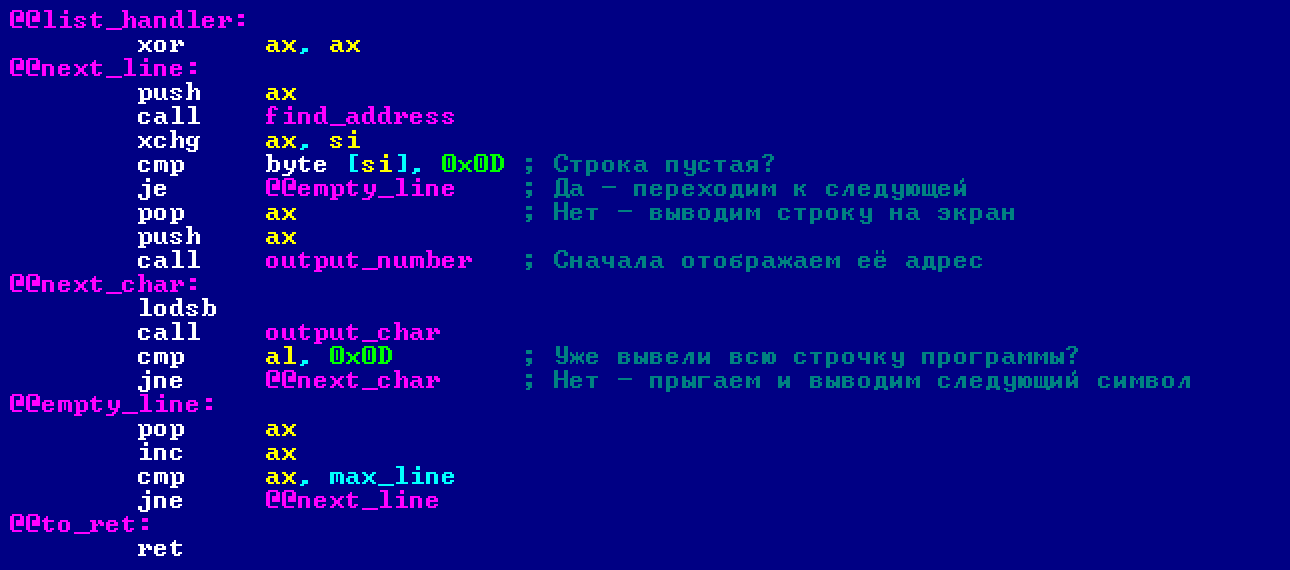 @@list_handler:
        xor     ax, ax
@@next_line:
        push    ax
        call    find_address
        xchg    ax, si
        cmp     byte [si], 0x0D ; Строка пустая?
        je      @@empty_line    ; Да — переходим к следующей
        pop     ax              ; Нет — выводим строку на экран
        push    ax
        call    output_number   ; Сначала отображаем её адрес
@@next_char:
        lodsb
        call    output_char
        cmp     al, 0x0D        ; Уже вывели всю строчку программы?
        jne     @@next_char     ; Нет — прыгаем и выводим следующий символ
@@empty_line:
        pop     ax
        inc     ax
        cmp     ax, max_line
        jne     @@next_line
@@to_ret:
        ret